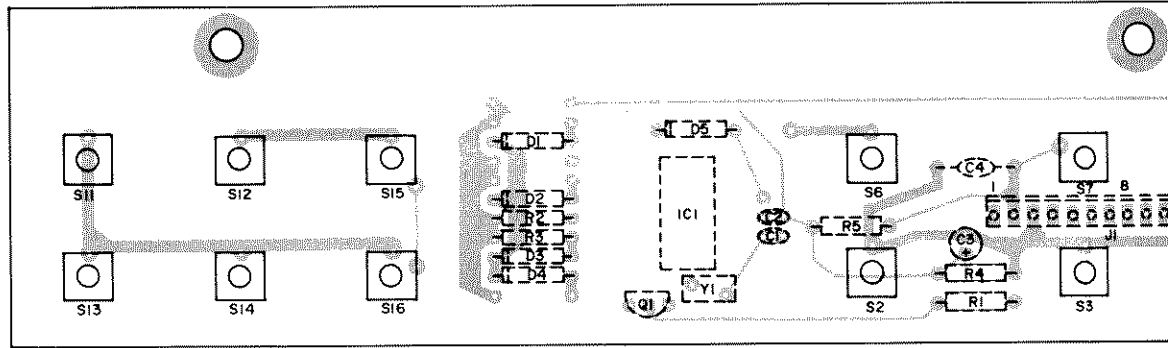 D1
D5
S11
S12
S15
S6
C4
S7
1
8
D2
R2
IC1
C2
R5
R3
C1
C3
+
J1
D3
D4
Y1
R4
S13
S14
S16
Q1
S2
R1
S3